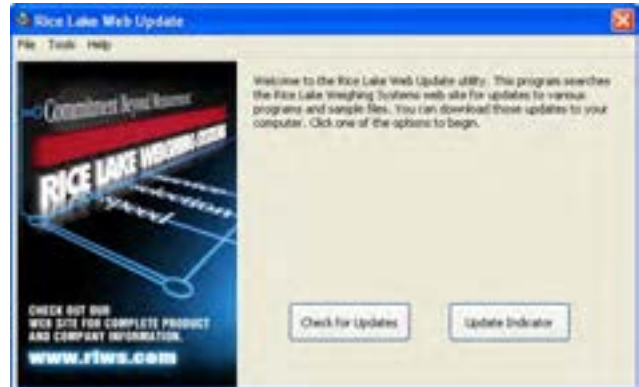 Rice Lake Web Update
File Tools Help
Commitment Beyond Measurement
RICE LAKE WEIGHING SYSTEMS
selection
speed
CHECK OUT OUR
WEB SITE FOR COMPLETE PRODUCT
AND COMPANY INFORMATION.
www.rlws.com
Welcome to the Rice Lake Web Update utility. This program searches
the Rice Lake Weighing Systems web site for updates to various
programs and sample files. You can download those updates to your
computer. Click one of the options to begin.
Check for Updates
Update Indicator